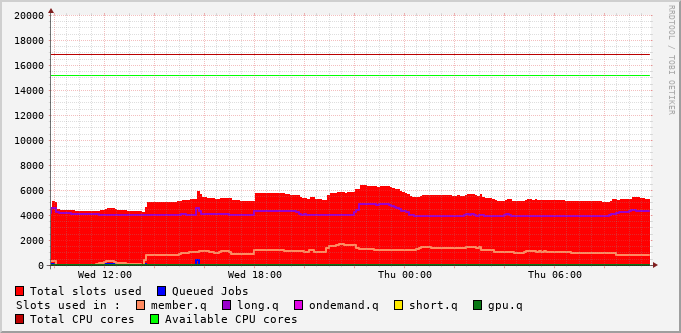 20000
18000
16000
14000
12000
10000
8000
6000
4000
2000
0
Wed 12:00 Wed 18:00 Thu 00:00 Thu 06:00
RRDTOOL / TOBI OETIKER
Total slots used Queued Jobs
Slots used in : member.q long.q ondemand.q short.q gpu.q
Total CPU cores Available CPU cores